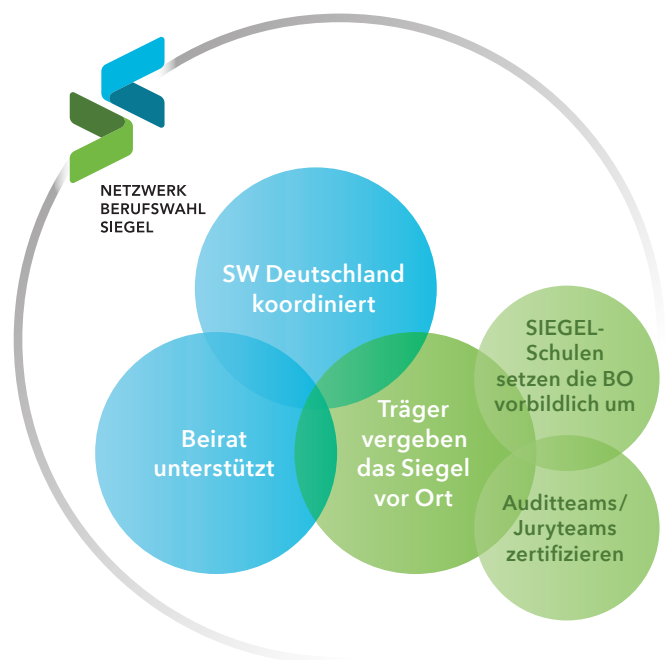 NETZWERK
BERUFSWAHL
SIEGEL
SW Deutschland
koordiniert
Beirat
unterstützt
Träger
vergeben
das Siegel
vor Ort
SIEGEL-
Schulen
setzen die BO
vorbildlich um
Auditteams/
Juryteams
zertifizieren